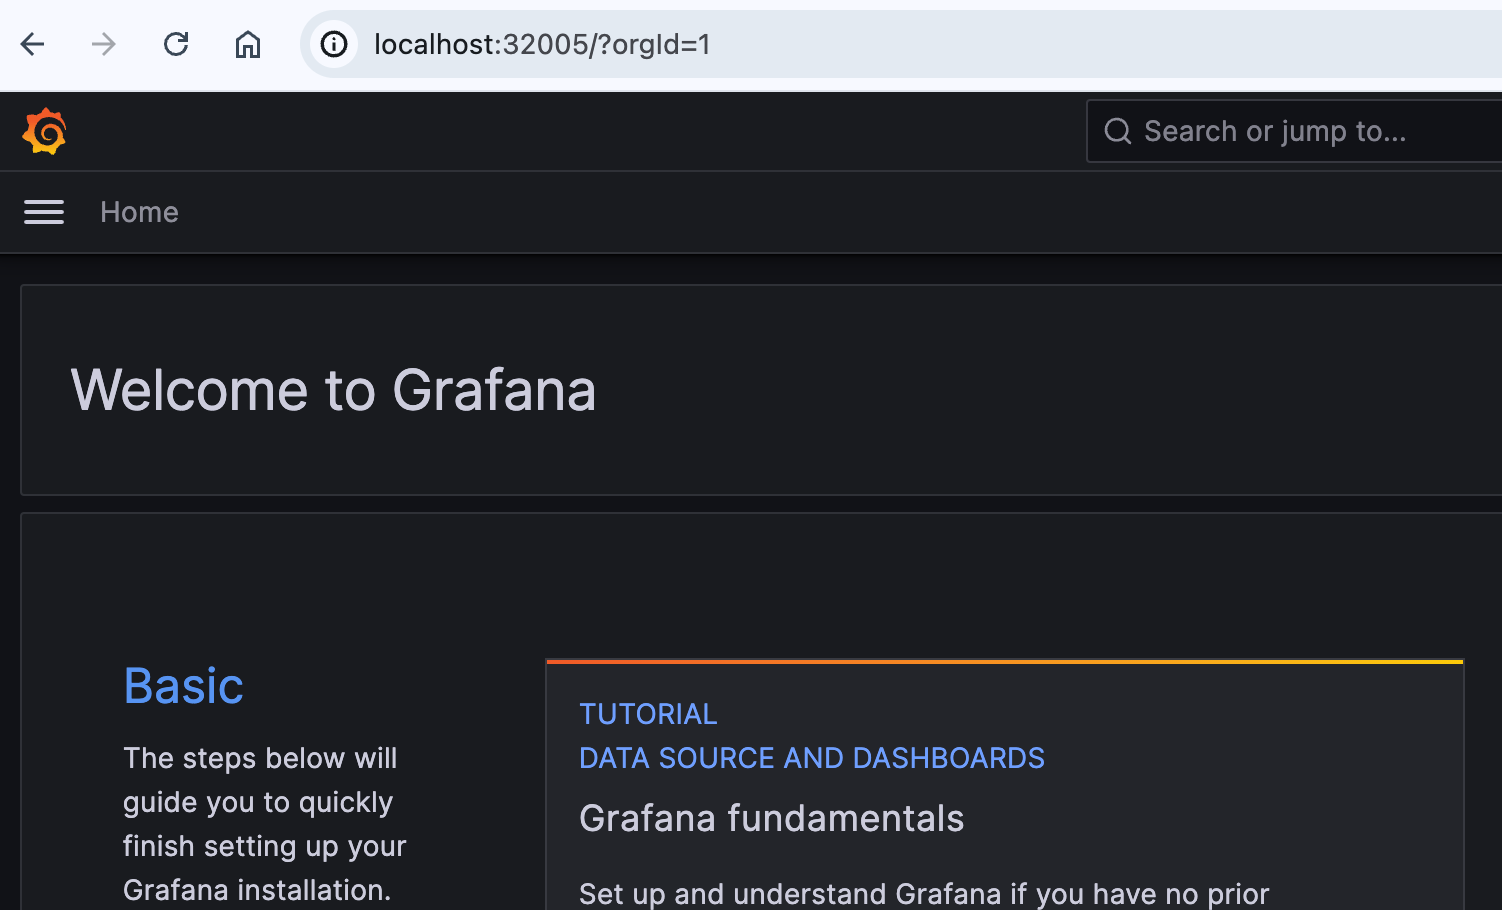 localhost:32005/?orgId=1
Search or jump to...
Home
Welcome to Grafana
Basic
The steps below will
guide you to quickly
finish setting up your
Grafana installation.
TUTORIAL
DATA SOURCE AND DASHBOARDS
Grafana fundamentals
Set up and understand Grafana if you have no prior